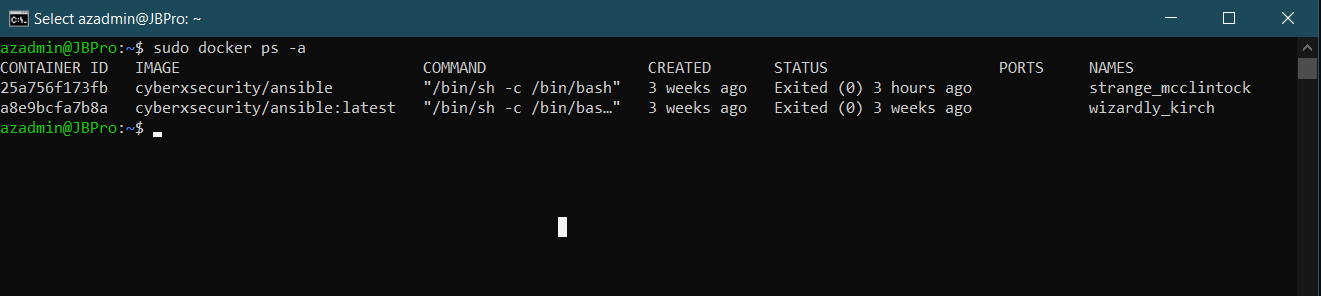 Select azadmin@JBPro: ~
azadmin@JBPro:~$ sudo docker ps -a
CONTAINER ID   IMAGE                           COMMAND                  CREATED       STATUS                   PORTS     NAMES
25a756f173fb   cyberxsecurity/ansible          "/bin/sh -c /bin/bash"   3 weeks ago   Exited (0) 3 hours ago             strange_mcclintock
a8e9bcfa7b8a   cyberxsecurity/ansible:latest   "/bin/sh -c /bin/bas…"   3 weeks ago   Exited (0) 3 weeks ago             wizardly_kirch
azadmin@JBPro:~$